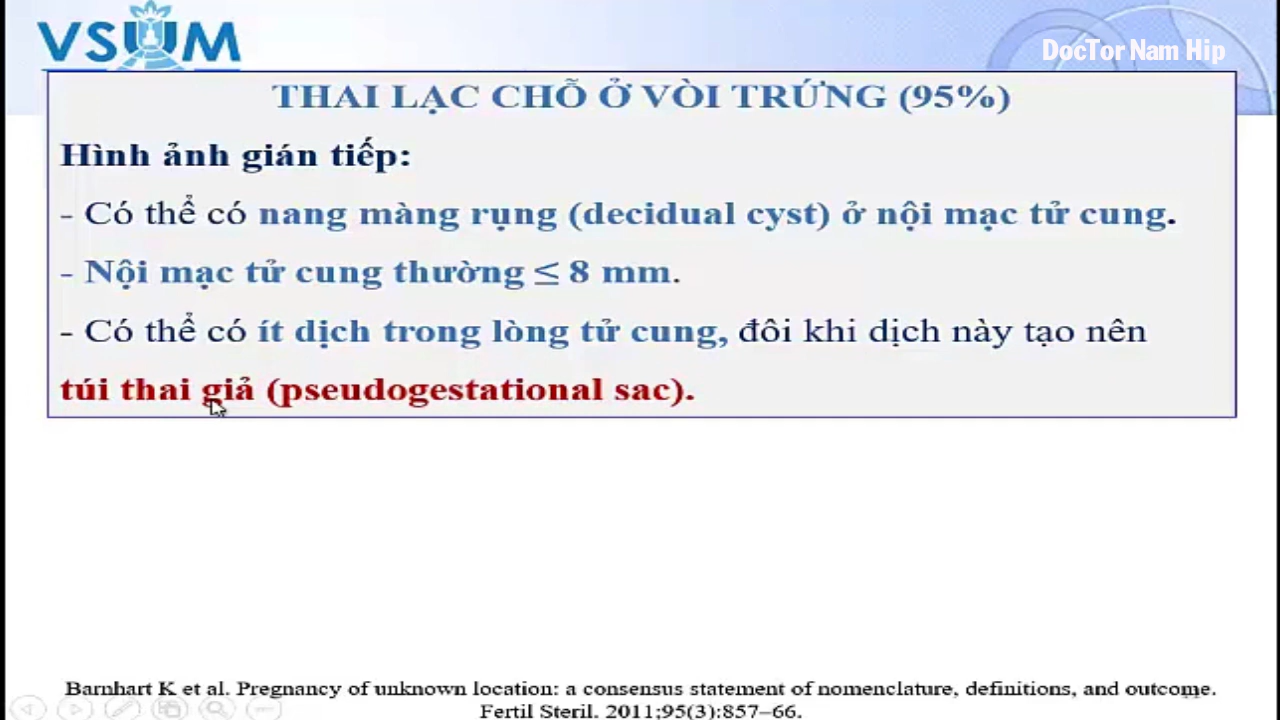 VSUM
DocTor Nam Hip
THAI LẠC CHỖ Ở VÒI TRỨNG (95%)
Hình ảnh gián tiếp:
- Có thể có nang màng rụng (decidual cyst) ở nội mạc tử cung.
- Nội mạc tử cung thường ≤ 8 mm.
- Có thể có ít dịch trong lòng tử cung, đôi khi dịch này tạo nên
túi thai giả (pseudogestational sac).
Barnhart K et al. Pregnancy of unknown location: a consensus statement of nomenclature, definitions, and outcome.
Fertil Steril. 2011;95(3):857–66.